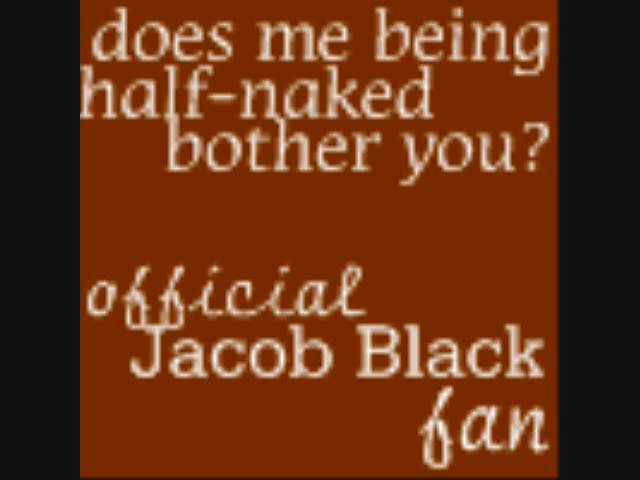 does me being
half-naked
bother you?
official
Jacob Black
fan